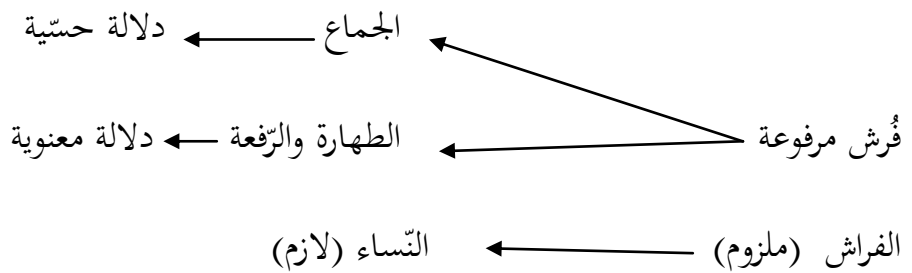 الجماع دلالة حسّية
فُرش مرفوعة الطهارة والرّفعة دلالة معنوية
الفراش (ملزوم) النّساء (لازم)